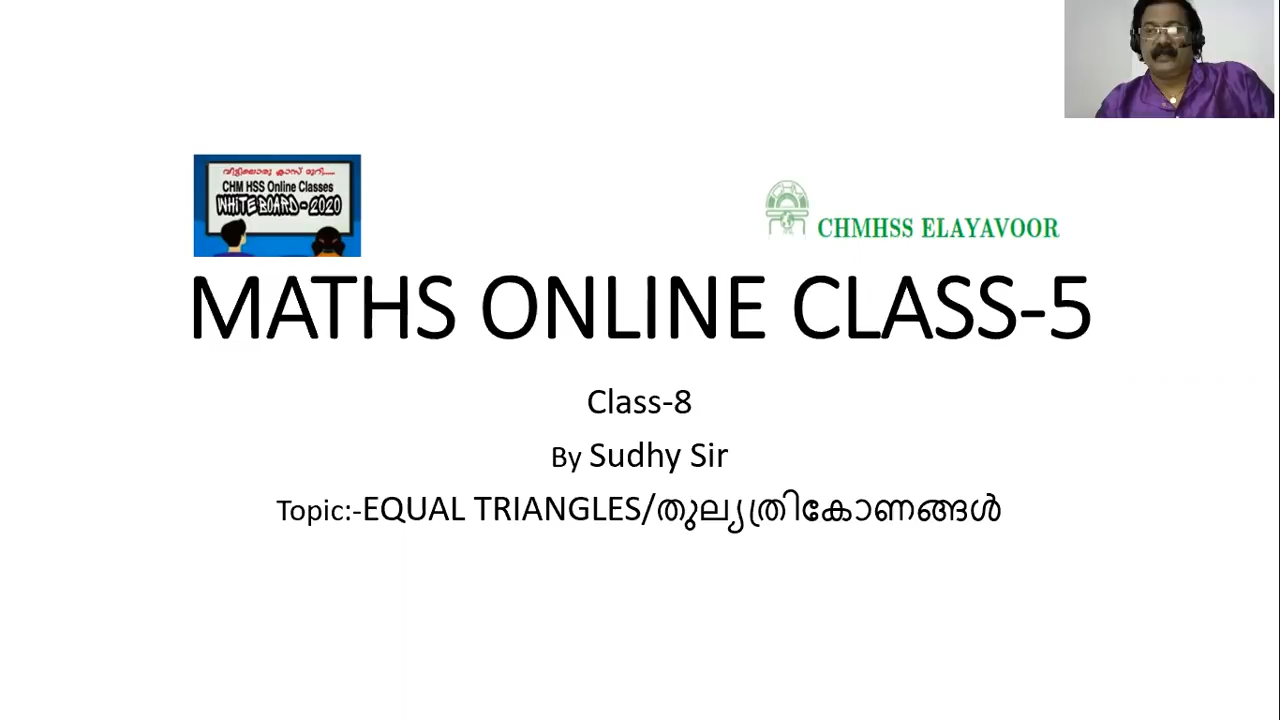 വീട്ടിലൊരു ക്ലാസ് മുറി.....
CHM HSS Online Classes
WHITE BOARD - 2020
CHMHSS ELAYAVOOR
MATHS ONLINE CLASS-5
Class-8
By Sudhy Sir
Topic:-EQUAL TRIANGLES/തുല്യത്രികോണങ്ങൾ